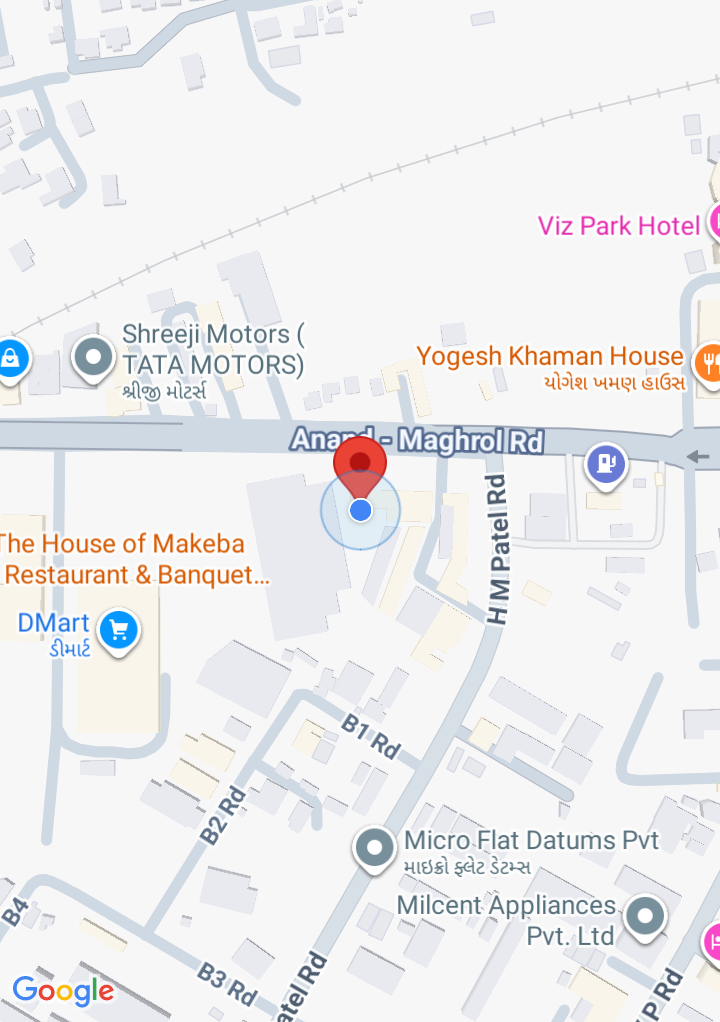 Viz Park Hotel
Shreeji Motors (
TATA MOTORS)
શ્રીજી મોટર્સ
Yogesh Khaman House
યોગેશ ખમણ હાઉસ
Anand - Maghrol Rd
H M Patel Rd
The House of Makeba
Restaurant & Banquet...
DMart
ડીમાર્ટ
B1 Rd
B2 Rd
Micro Flat Datums Pvt
માઇક્રો ફ્લેટ ડેટમ્સ
Milcent Appliances
Pvt. Ltd
B4
B3 Rd
atel Rd
P Rd
Google